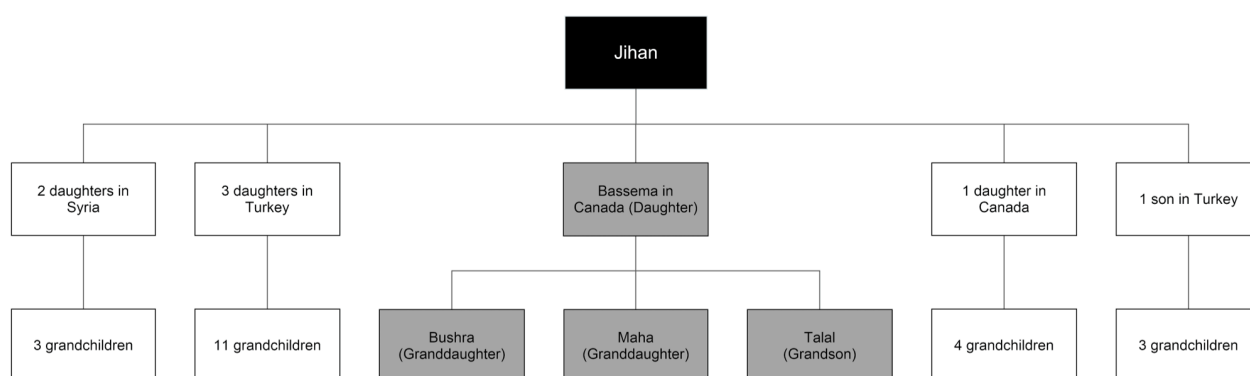 Jihan
2 daughters in
Syria
3 daughters in
Turkey
Bassema in
Canada (Daughter)
1 daughter in
Canada
1 son in Turkey
3 grandchildren
11 grandchildren
Bushra
(Granddaughter)
Maha
(Granddaughter)
Talal
(Grandson)
4 grandchildren
3 grandchildren